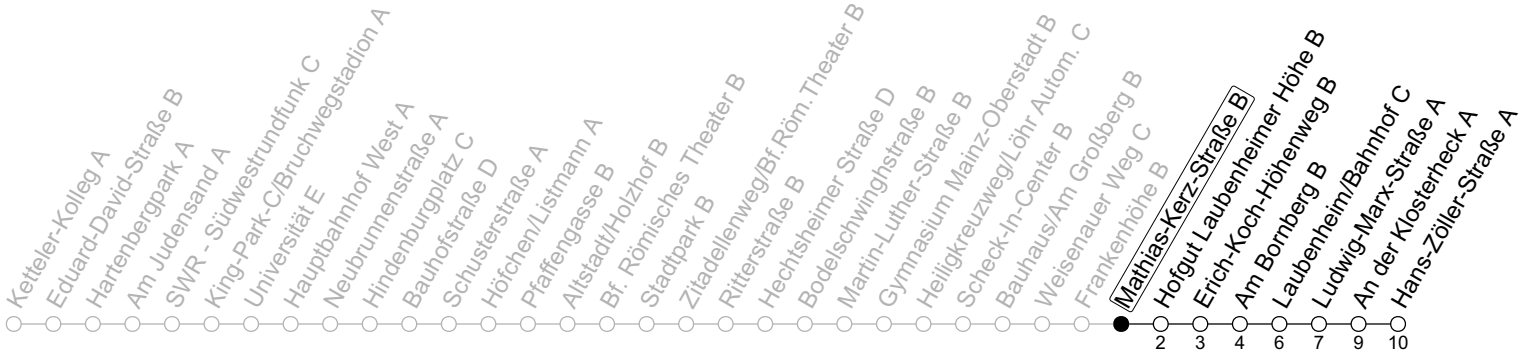 Ketteler-Kolleg A
Eduard-David-Straße B
Hartenbergpark A
Am Judensand A
SWR - Südwestrundfunk C
King-Park-C/Bruchwegstadion A
Universität E
Hauptbahnhof West A
Neubrunnenstraße A
Hindenburgplatz C
Bauhofstraße D
Schusterstraße A
Höfchen/Listmann A
Pfaffengasse B
Altstadt/Holzhof B
Bf. Römisches Theater B
Stadtpark B
Zitadellenweg/Bf.Röm.Theater B
Ritterstraße B
Hechtsheimer Straße D
Bodelschwinghstraße B
Martin-Luther-Straße B
Gymnasium Mainz-Oberstadt B
Heiligkreuzweg/Löhr Autom. C
Scheck-In-Center B
Bauhaus/Am Großberg B
Weisenauer Weg C
Frankenhöhe B
Mathias-Kerz-Straße B
Hofgut Laubenheimer Höhe B
Erich-Koch-Höhenweg B
Am Bornberg B
Laubenheim/Bahnhof C
Ludwig-Marx-Straße A
An der Klosterheck A
Hans-Zöller-Straße A
2 3 4 6 7 9 10